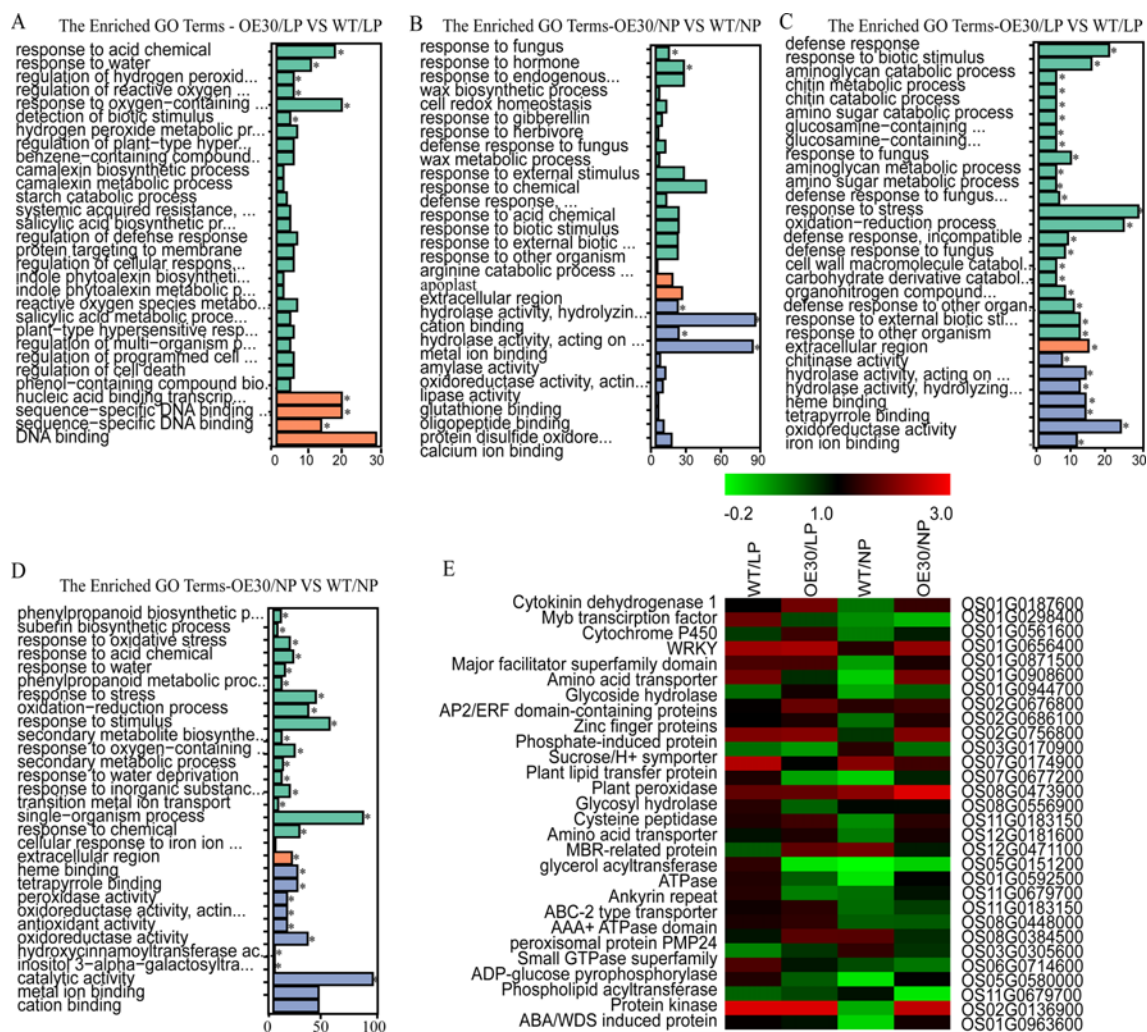 A
The Enriched GO Terms - OE30/LP VS WT/LP
response to acid chemical
response to water
regulation of hydrogen peroxid...
regulation of reactive oxygen ...
response to oxygen-containing ...
detection of biotic stimulus
hydrogen peroxide metabolic pr...
regulation of plant-type hyper...
benzene-containing compound..
camalexin biosynthetic process
camalexin metabolic process
starch catabolic process
systemic acquired resistance, ...
salicylic acid biosynthetic pr...
regulation of defense response
protein targeting to membrane
regulation of cellular respons,..
indole phytoalexin biosynthet...
indole phytoalexin metabolic p...
reactive oxygen species metabo...
salicylic acid metabolic proce...
plant-type hypersensitive resp...
regulation of multi-organism p...
regulation of programmed cell ...
regulation of cell death
phenol-containing compound bio..
nucleic acid binding transcrip...
sequence-specific DNA binding ...
sequence-specific DNA binding
DNA binding
0 10 20 30
B
The Enriched GO Terms-OE30/NP VS WT/NP
response to fungus
response to hormone
response to endogenous...
wax biosynthetic process
cell redox homeostasis
response to gibberellin
response to herbivore
defense response to fungus
wax metabolic process
response to external stimulus
response to chemical
defense response, ...
response to acid chemical
response to biotic stimulus
response to external biotic ...
response to other organism
arginine catabolic process ...
apoplast
extracellular region
hydrolase activity, hydrolyzin...
cation binding
hydrolase activity, acting on ...
metal ion binding
amylase activity
oxidoreductase activity, actin...
lipase activity
glutathione binding
oligopeptide binding
protein disulfide oxidore...
calcium ion binding
0 30 60 90
C
The Enriched GO Terms-OE30/LP VS WT/LP
defense response
response to biotic stimulus
aminoglycan catabolic process
chitin metabolic process
chitin catabolic process
amino sugar catabolic process
glucosamine-containing ...
glucosamine-containing...
response to fungus
aminoglycan metabolic process
amino sugar metabolic process
defense response to fungus...
response to stress
oxidation-reduction process
defense response, incompatible ...
defense response to fungus
cell wall macromolecule catabol...
carbohydrate derivative catabol...
organonitrogen compound...
defense response to other organ...
response to external biotic sti...
response to other organism
extracellular region
chitinase activity
hydrolase activity, acting on ...
hydrolase activity, hydrolyzing ...
heme binding
tetrapyrrole binding
oxidoreductase activity
iron ion binding
0 10 20 30
D
The Enriched GO Terms-OE30/NP VS WT/NP
phenylpropanoid biosynthetic p...
suberin biosynthetic process
response to oxidative stress
response to acid chemical
response to water
phenylpropanoid metabolic proc...
response to stress
oxidation-reduction process
response to stimulus
secondary metabolite biosynthe...
response to oxygen-containing ...
secondary metabolic process
response to water deprivation
response to inorganic substanc...
transition metal ion transport
single-organism process
response to chemical
cellular response to iron ion ...
extracellular region
heme binding
tetrapyrrole binding
peroxidase activity
oxidoreductase activity, actin...
antioxidant activity
oxidoreductase activity
hydroxycinnamoyltransferase ac...
inositol 3-alpha-galactosyltra...
catalytic activity
metal ion binding
cation binding
0 50 100
E
-0.2 1.0 3.0
WT/LP OE30/LP WT/NP OE30/NP
Cytokinin dehydrogenase 1 OS01G0187600
Myb transcirption factor OS01G0298400
Cytochrome P450 OS01G0561600
WRKY OS01G0656400
Major facilitator superfamily domain OS01G0871500
Amino acid transporter OS01G0908600
Glycoside hydrolase OS01G0944700
AP2/ERF domain-containing proteins OS02G0676800
Zinc finger proteins OS02G0686100
Phosphate-induced protein OS02G0756800
Sucrose/H+ symporter OS03G0170900
Plant lipid transfer protein OS07G0174900
Plant peroxidase OS07G0677200
Glycosyl hydrolase OS08G0473900
Cysteine peptidase OS08G0556900
Amino acid transporter OS11G0183150
MBR-related protein OS12G0181600
glycerol acyltransferase OS12G0471100
ATPase OS05G0151200
Ankyrin repeat OS01G0592500
ABC-2 type transporter OS11G0679700
AAA+ ATPase domain OS11G0183150
peroxisomal protein PMP24 OS08G0448000
Small GTPase superfamily OS08G0384500
ADP-glucose pyrophosphorylase OS03G0305600
Phospholipid acyltransferase OS06G0714600
Protein kinase OS05G0580000
ABA/WDS induced protein OS11G0679700
OS02G0136900
OS01G0963600